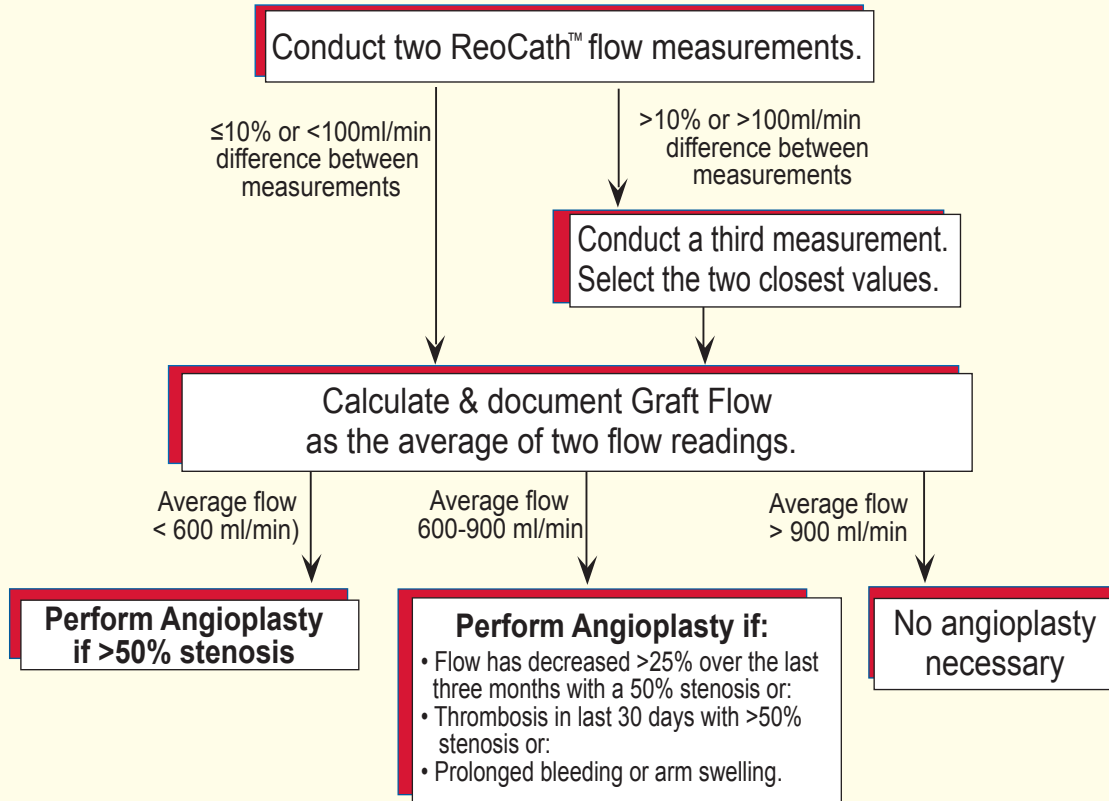 Conduct two ReoCath™ flow measurements.
≤10% or <100ml/min
difference between
measurements
>10% or >100ml/min
difference between
measurements
Conduct a third measurement.
Select the two closest values.
Calculate & document Graft Flow
as the average of two flow readings.
Average flow
< 600 ml/min)
Average flow
600-900 ml/min
Average flow
> 900 ml/min
Perform Angioplasty
if >50% stenosis
Perform Angioplasty if:
• Flow has decreased >25% over the last
three months with a 50% stenosis or:
• Thrombosis in last 30 days with >50%
stenosis or:
• Prolonged bleeding or arm swelling.
No angioplasty
necessary